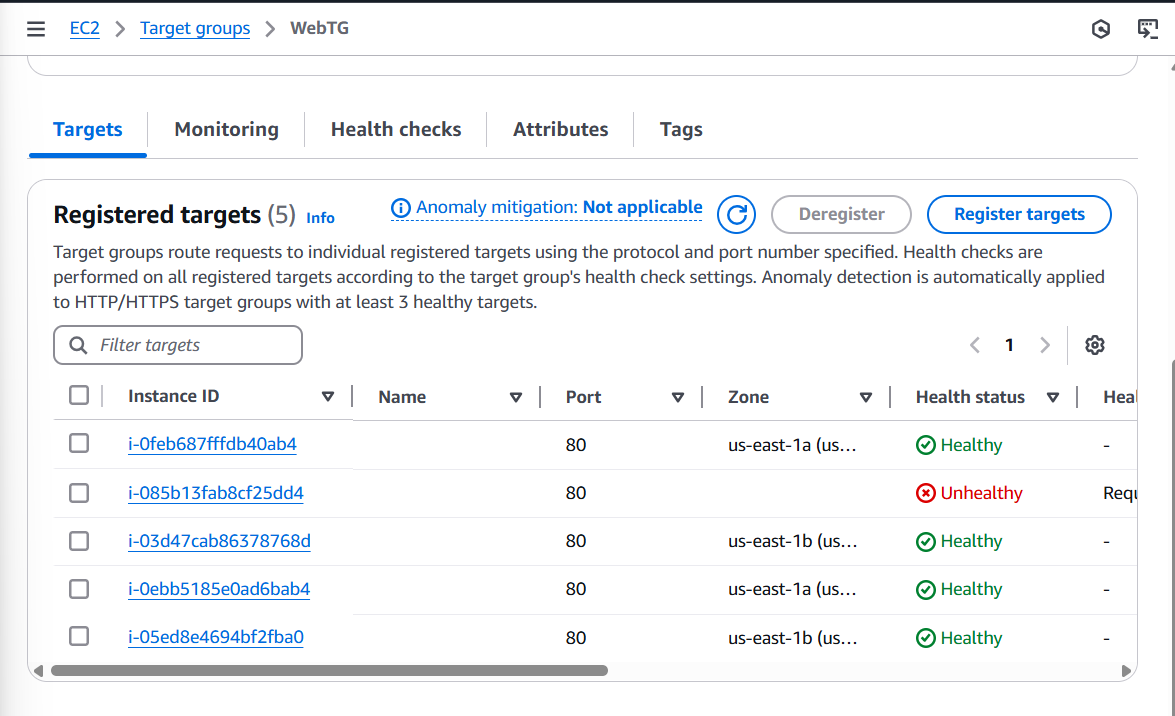 EC2 > Target groups > WebTG
Targets Monitoring Health checks Attributes Tags
Registered targets (5) Info Anomaly mitigation: Not applicable Deregister Register targets
Target groups route requests to individual registered targets using the protocol and port number specified. Health checks are
performed on all registered targets according to the target group's health check settings. Anomaly detection is automatically applied
to HTTP/HTTPS target groups with at least 3 healthy targets.
Filter targets 1
Instance ID Name Port Zone Health status Heal
i-0feb687fffdb40ab4 80 us-east-1a (us... Healthy -
i-085b13fab8cf25dd4 80 Unhealthy Requ
i-03d47cab86378768d 80 us-east-1b (us... Healthy -
i-0ebb5185e0ad6bab4 80 us-east-1a (us... Healthy -
i-05ed8e4694bf2fba0 80 us-east-1b (us... Healthy -